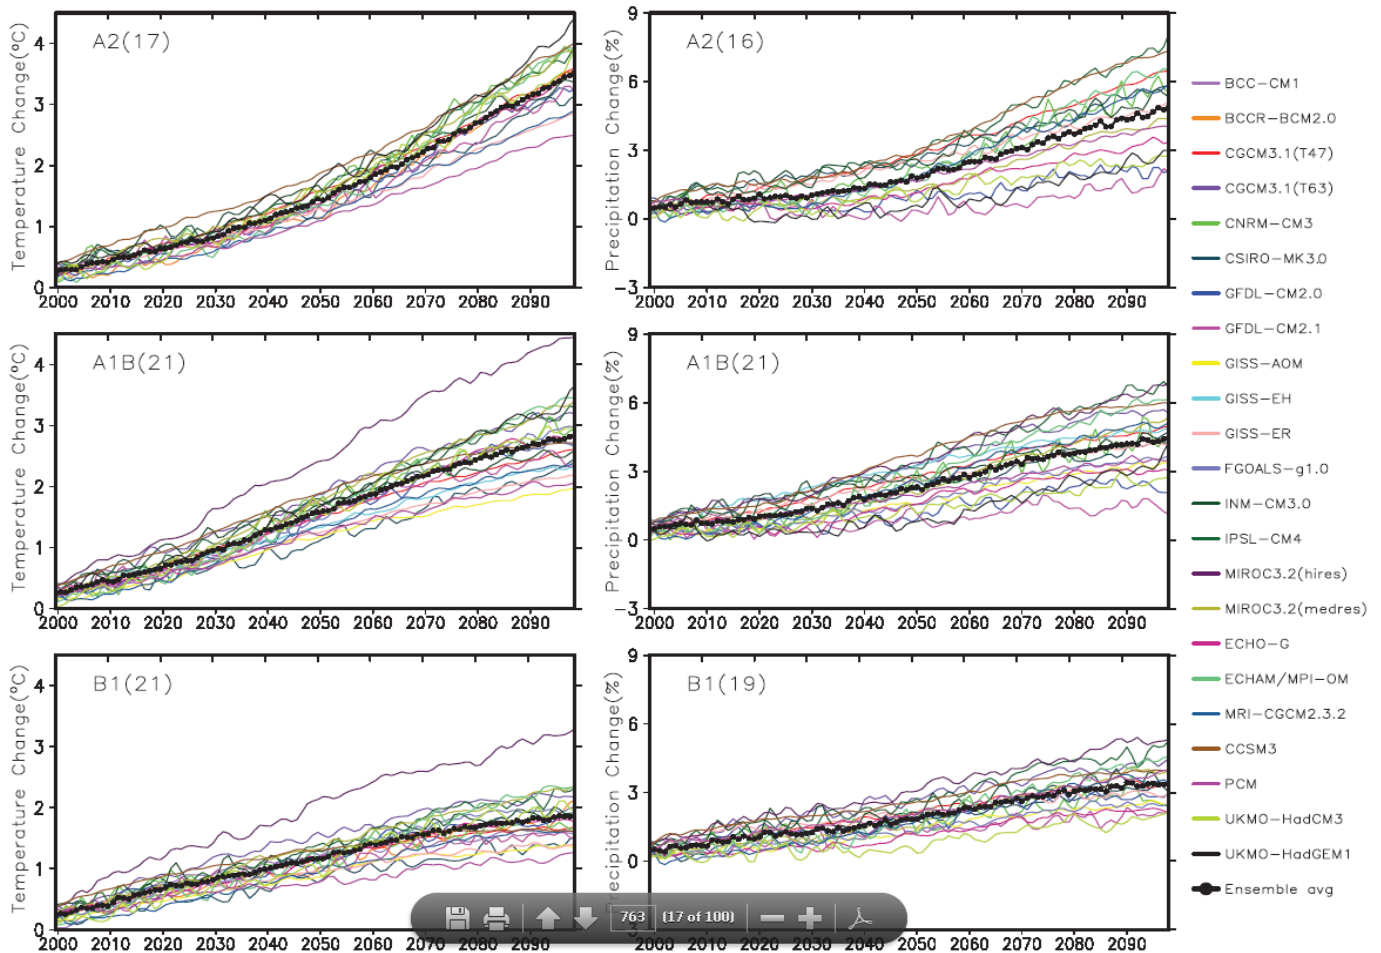 A2(17)
Temperature Change(°C)
4
3
2
1
0
2000 2010 2020 2030 2040 2050 2060 2070 2080 2090
A2(16)
Precipitation Change(%)
9
6
3
0
−3
2000 2010 2020 2030 2040 2050 2060 2070 2080 2090
A1B(21)
Temperature Change(°C)
4
3
2
1
0
2000 2010 2020 2030 2040 2050 2060 2070 2080 2090
A1B(21)
Precipitation Change(%)
9
6
3
0
−3
2000 2010 2020 2030 2040 2050 2060 2070 2080 2090
B1(21)
Temperature Change(°C)
4
3
2
1
0
2000 2010 2020 2030 2040 2050 2060 2070 2080 2090
B1(19)
Precipitation Change(%)
9
6
3
0
2000 2010 2020 2030 2040 2050 2060 2070 2080 2090
BCC−CM1
BCCR−BCM2.0
CGCM3.1(T47)
CGCM3.1(T63)
CNRM−CM3
CSIRO−MK3.0
GFDL−CM2.0
GFDL−CM2.1
GISS−AOM
GISS−EH
GISS−ER
FGOALS−g1.0
INM−CM3.0
IPSL−CM4
MIROC3.2(hires)
MIROC3.2(medres)
ECHO−G
ECHAM/MPI−OM
MRI−CGCM2.3.2
CCSM3
PCM
UKMO−HadCM3
UKMO−HadGEM1
Ensemble avg
763 (17 of 100)